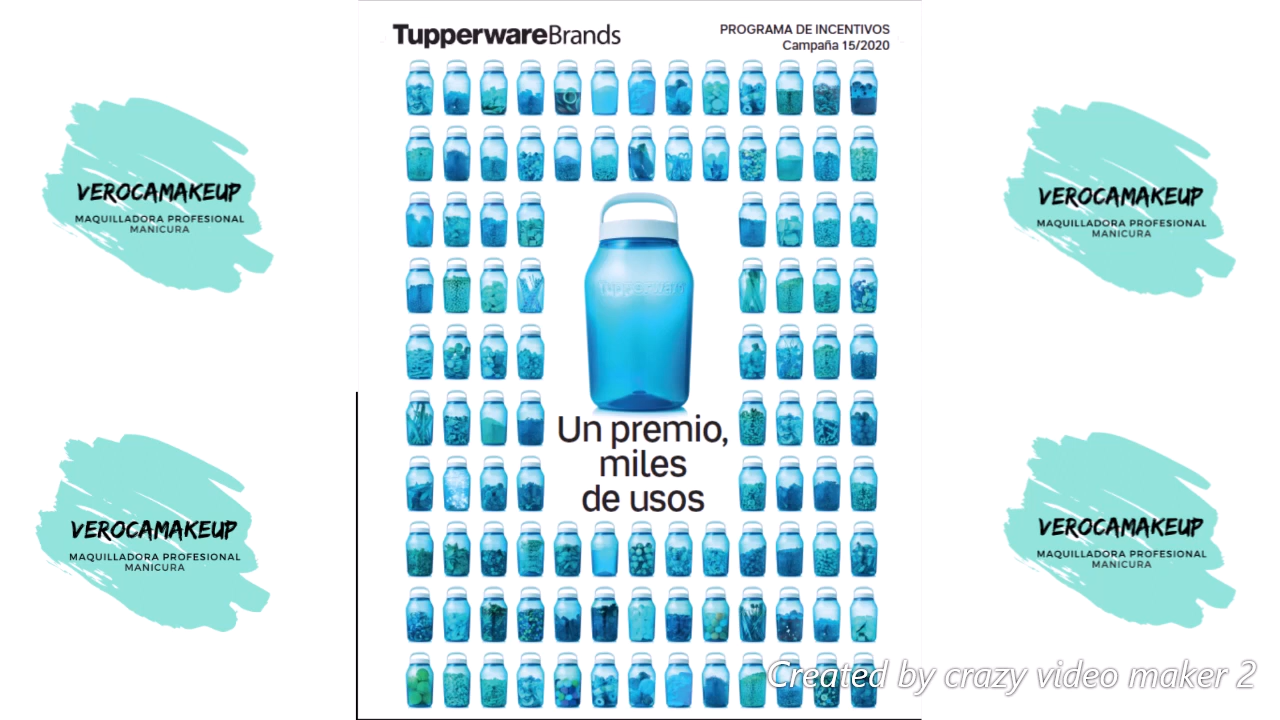 TupperwareBrands
PROGRAMA DE INCENTIVOS
Campaña 15/2020
VEROCAMAKEUP
MAQUILLADORA PROFESIONAL
MANICURA
VEROCAMAKEUP
MAQUILLADORA PROFESIONAL
MANICURA
Tupperware
Un premio,
miles
de usos
VEROCAMAKEUP
MAQUILLADORA PROFESIONAL
MANICURA
VEROCAMAKEUP
MAQUILLADORA PROFESIONAL
MANICURA
Created by crazy video maker 2